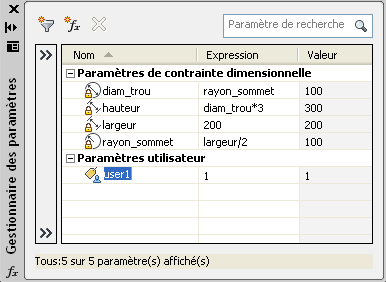 Gestionnaire des paramètres
fx
fx
Paramètre de recherche
Nom Expression Valeur
Paramètres de contrainte dimensionnelle
diam_trou rayon_sommet 100
hauteur diam_trou*3 300
largeur 200 200
rayon_sommet largeur/2 100
Paramètres utilisateur
user1 1 1
Tous:5 sur 5 paramètre(s) affiché(s)